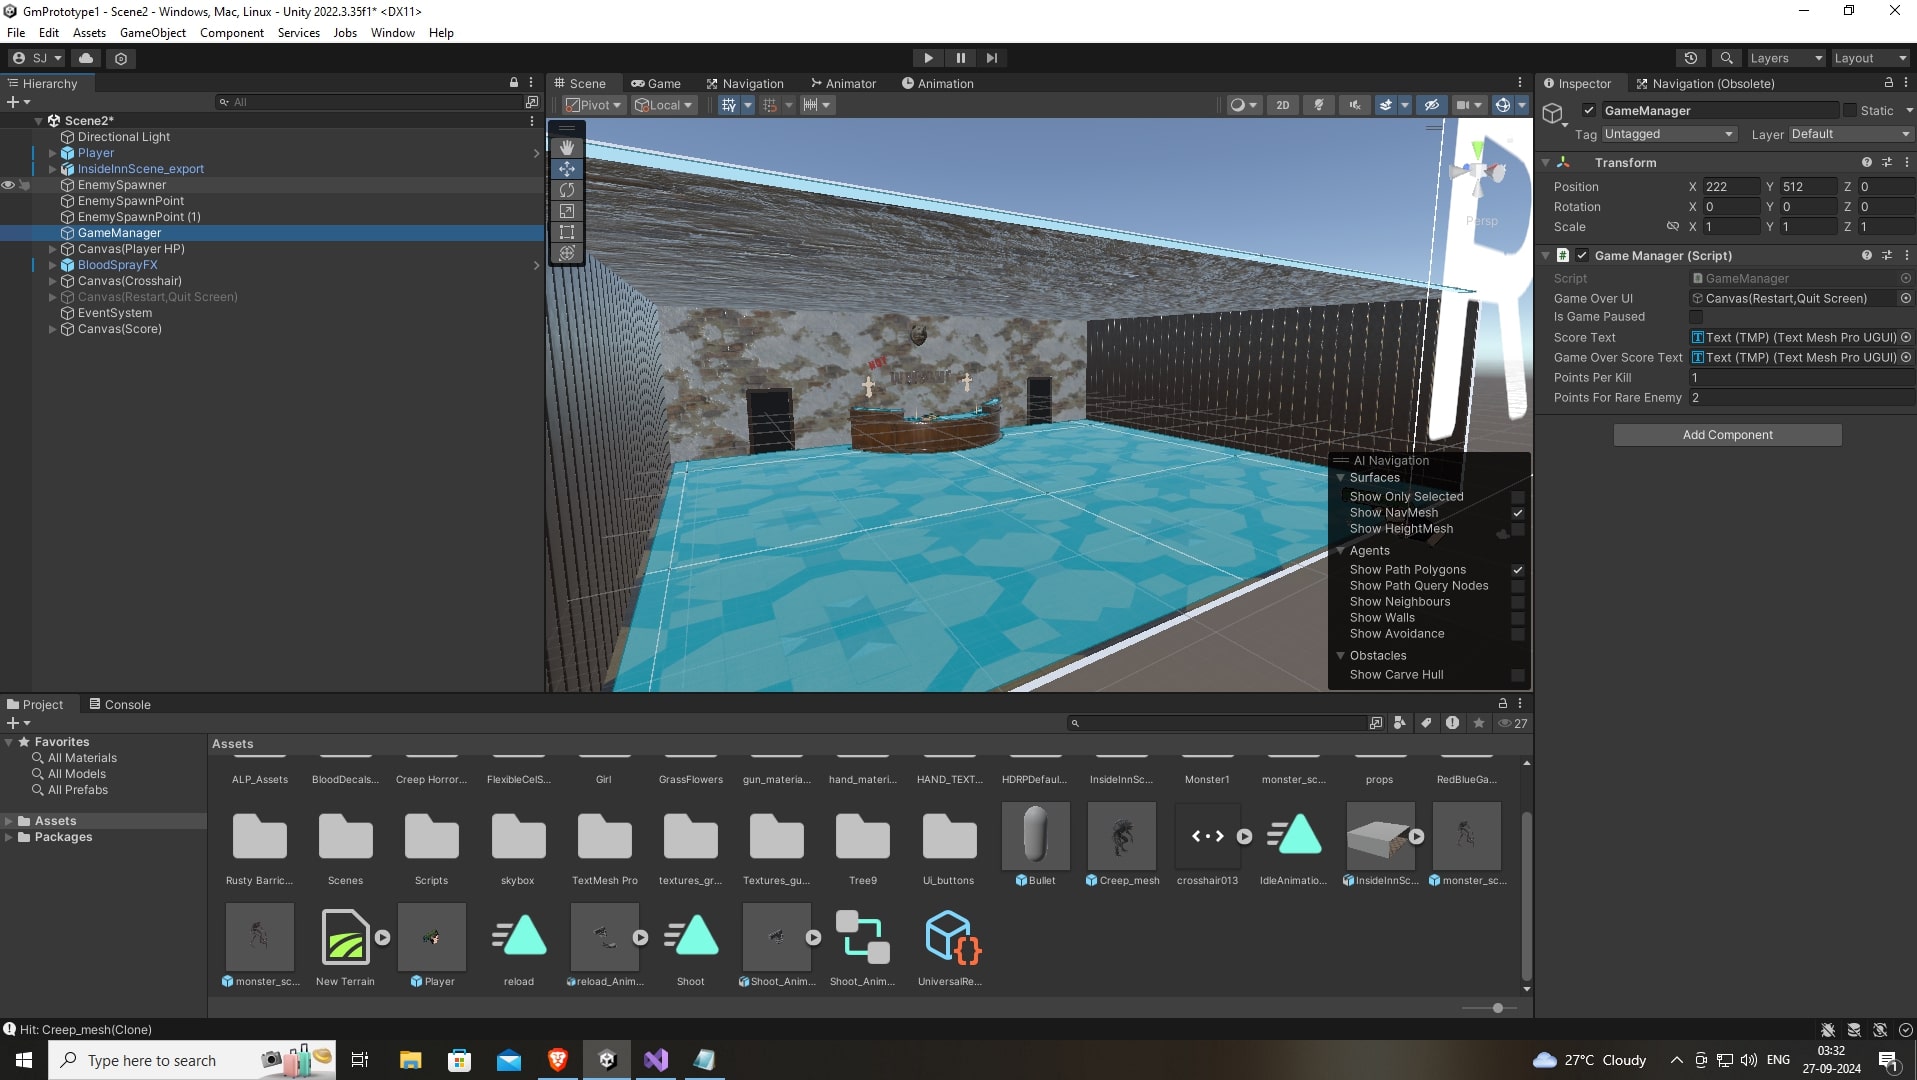 GmPrototype1 - Scene2 - Windows, Mac, Linux - Unity 2022.3.35f1* <DX11>
File Edit Assets GameObject Component Services Jobs Window Help
SJ Layers Layout
Hierarchy
All
Scene2*
Directional Light
Player
InsideInnScene_export
EnemySpawner
EnemySpawnPoint
EnemySpawnPoint (1)
GameManager
Canvas(Player HP)
BloodSprayFX
Canvas(Crosshair)
Canvas(Restart,Quit Screen)
EventSystem
Canvas(Score)
Scene Game Navigation Animator Animation
Pivot Local 2D
Persp
AI Navigation
Surfaces
Show Only Selected
Show NavMesh
Show HeightMesh
Agents
Show Path Polygons
Show Path Query Nodes
Show Neighbours
Show Walls
Show Avoidance
Obstacles
Show Carve Hull
Inspector Navigation (Obsolete)
GameManager Static
Tag Untagged Layer Default
Transform
Position X 222 Y 512 Z 0
Rotation X 0 Y 0 Z 0
Scale X 1 Y 1 Z 1
Game Manager (Script)
Script GameManager
Game Over UI Canvas(Restart,Quit Screen)
Is Game Paused
Score Text Text (TMP) (Text Mesh Pro UGUI)
Game Over Score Text Text (TMP) (Text Mesh Pro UGUI)
Points Per Kill 1
Points For Rare Enemy 2
Add Component
Project Console
27
Favorites
All Materials
All Models
All Prefabs
Assets
Packages
Assets
ALP_Assets BloodDecals... Creep Horror... FlexibleCelS... Girl GrassFlowers gun_materia... hand_materi... HAND_TEXT... HDRPDefaul... InsideInnSc... Monster1 monster_sc... props RedBlueGa...
Rusty Barric... Scenes Scripts skybox TextMesh Pro textures_gr... Textures_gu... Tree9 Ui_buttons Bullet Creep_mesh crosshair013 IdleAnimatio... InsideInnSc... monster_sc...
monster_sc... New Terrain Player reload reload_Anim... Shoot Shoot_Anim... Shoot_Anim... UniversalRe...
Hit: Creep_mesh(Clone)
Type here to search
27°C Cloudy
ENG
03:32
27-09-2024
1